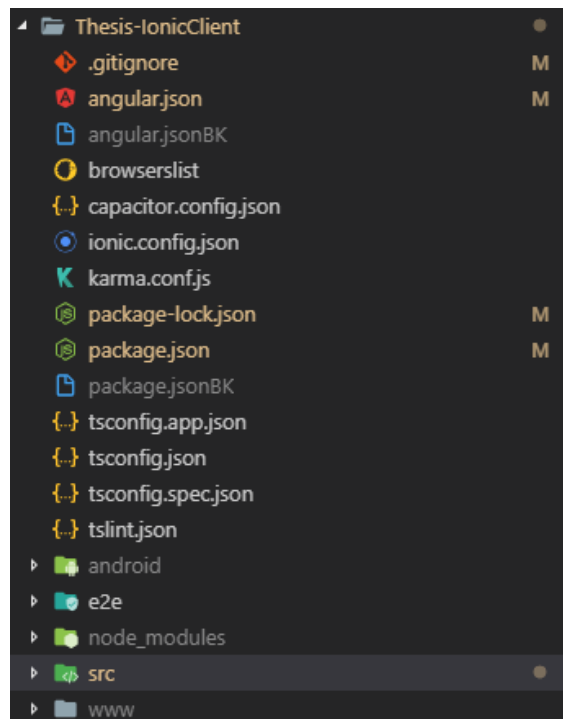 Thesis-IonicClient
.gitignore M
angular.json M
angular.jsonBK
browserslist
capacitor.config.json
ionic.config.json
karma.conf.js
package-lock.json M
package.json M
package.jsonBK
tsconfig.app.json
tsconfig.json
tsconfig.spec.json
tslint.json
android
e2e
node_modules
src
www